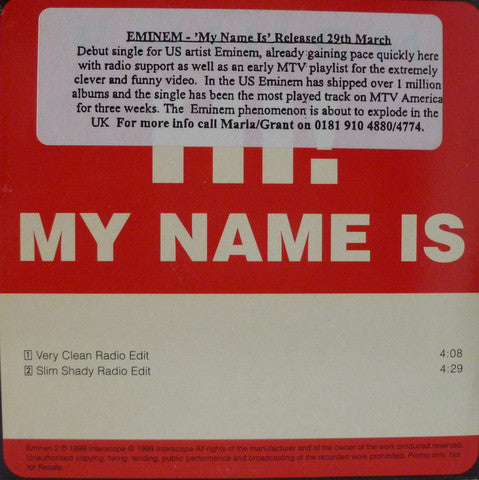 EMINEM - 'My Name Is' Released 29th March
Debut single for US artist Eminem, already gaining pace quickly here
with radio support as well as an early MTV playlist for the extremely
clever and funny video. In the US Eminem has shipped over 1 million
albums and the single has been the most played track on MTV America
for three weeks. The Eminem phenomenon is about to explode in the
UK For more info call Maria/Grant on 0181 910 4880/4774.
HI!
MY NAME IS
1 Very Clean Radio Edit 4:08
2 Slim Shady Radio Edit 4:29
Eminen 2 ℗ 1999 Interscope © 1999 Interscope All rights of the manufacturer and of the owner of the work produced reserved.
Unauthorised copying, hiring, lending, public performance and broadcasting of the recorded work prohibited. Promo only. Not
for Resale.